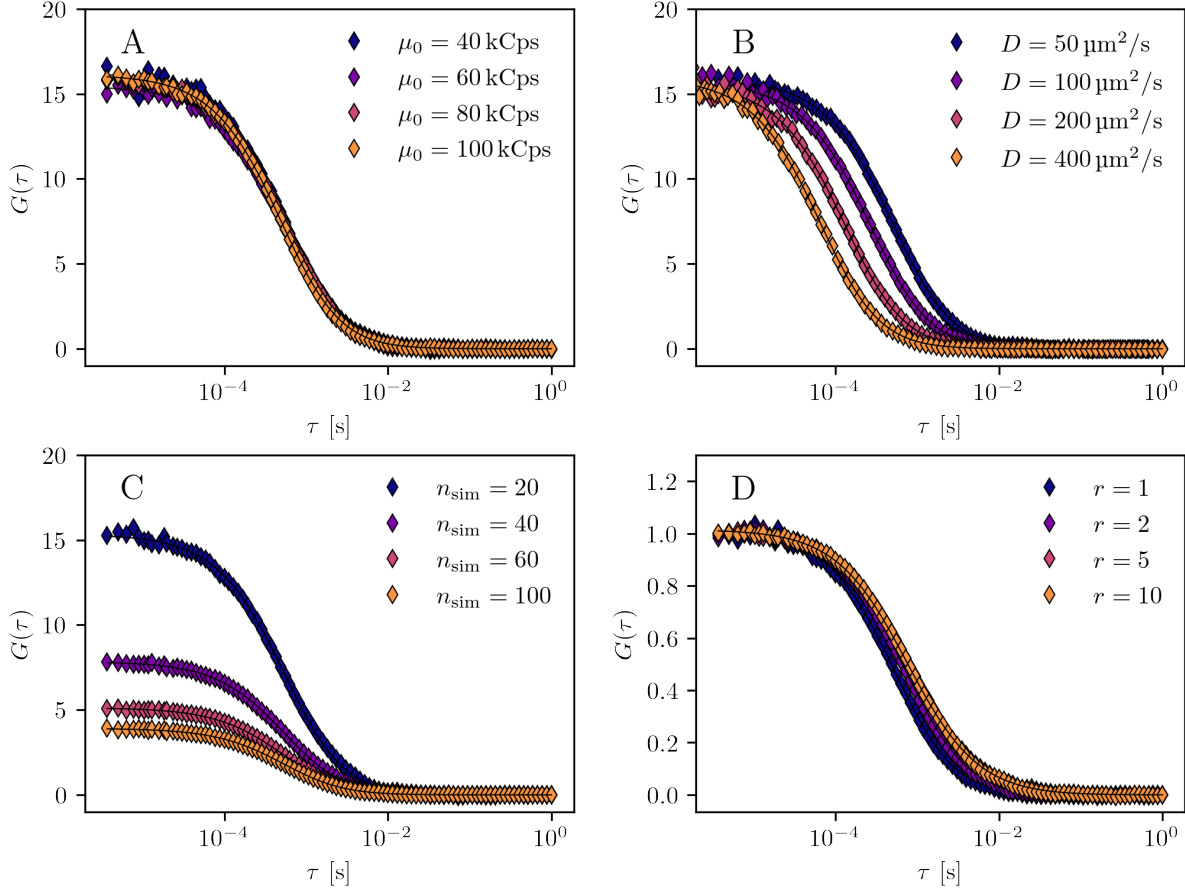 A
μ₀ = 40 kCps
μ₀ = 60 kCps
μ₀ = 80 kCps
μ₀ = 100 kCps
20
15
10
5
0
G(τ)
10⁻⁴
10⁻²
10⁰
τ [s]
B
D = 50 µm²/s
D = 100 µm²/s
D = 200 µm²/s
D = 400 µm²/s
20
15
10
5
0
G(τ)
10⁻⁴
10⁻²
10⁰
τ [s]
C
n_sim = 20
n_sim = 40
n_sim = 60
n_sim = 100
20
15
10
5
0
G(τ)
10⁻⁴
10⁻²
10⁰
τ [s]
D
r = 1
r = 2
r = 5
r = 10
1.2
1.0
0.8
0.6
0.4
0.2
0.0
G(τ)
10⁻⁴
10⁻²
10⁰
τ [s]